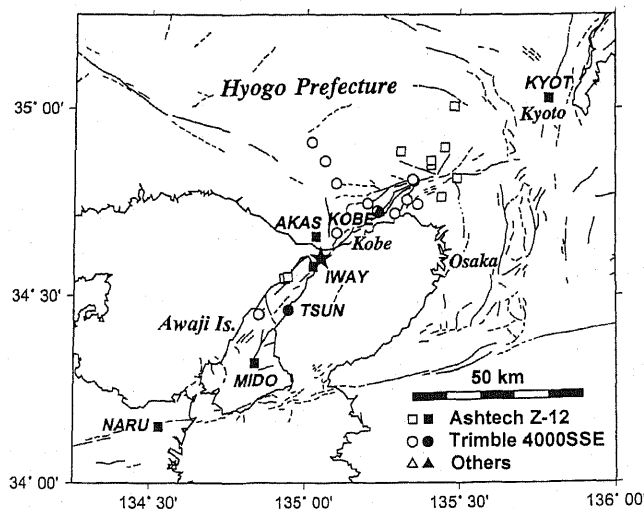 Hyogo Prefecture
KYOT
Kyoto
35° 00'
AKAS
KOBE
Kobe
IWAY
Osaka
34° 30'
TSUN
Awaji Is.
MIDO
50 km
NARU
Ashtech Z-12
Trimble 4000SSE
Others
34° 00'
134° 30'
135° 00'
135° 30'
136° 00'